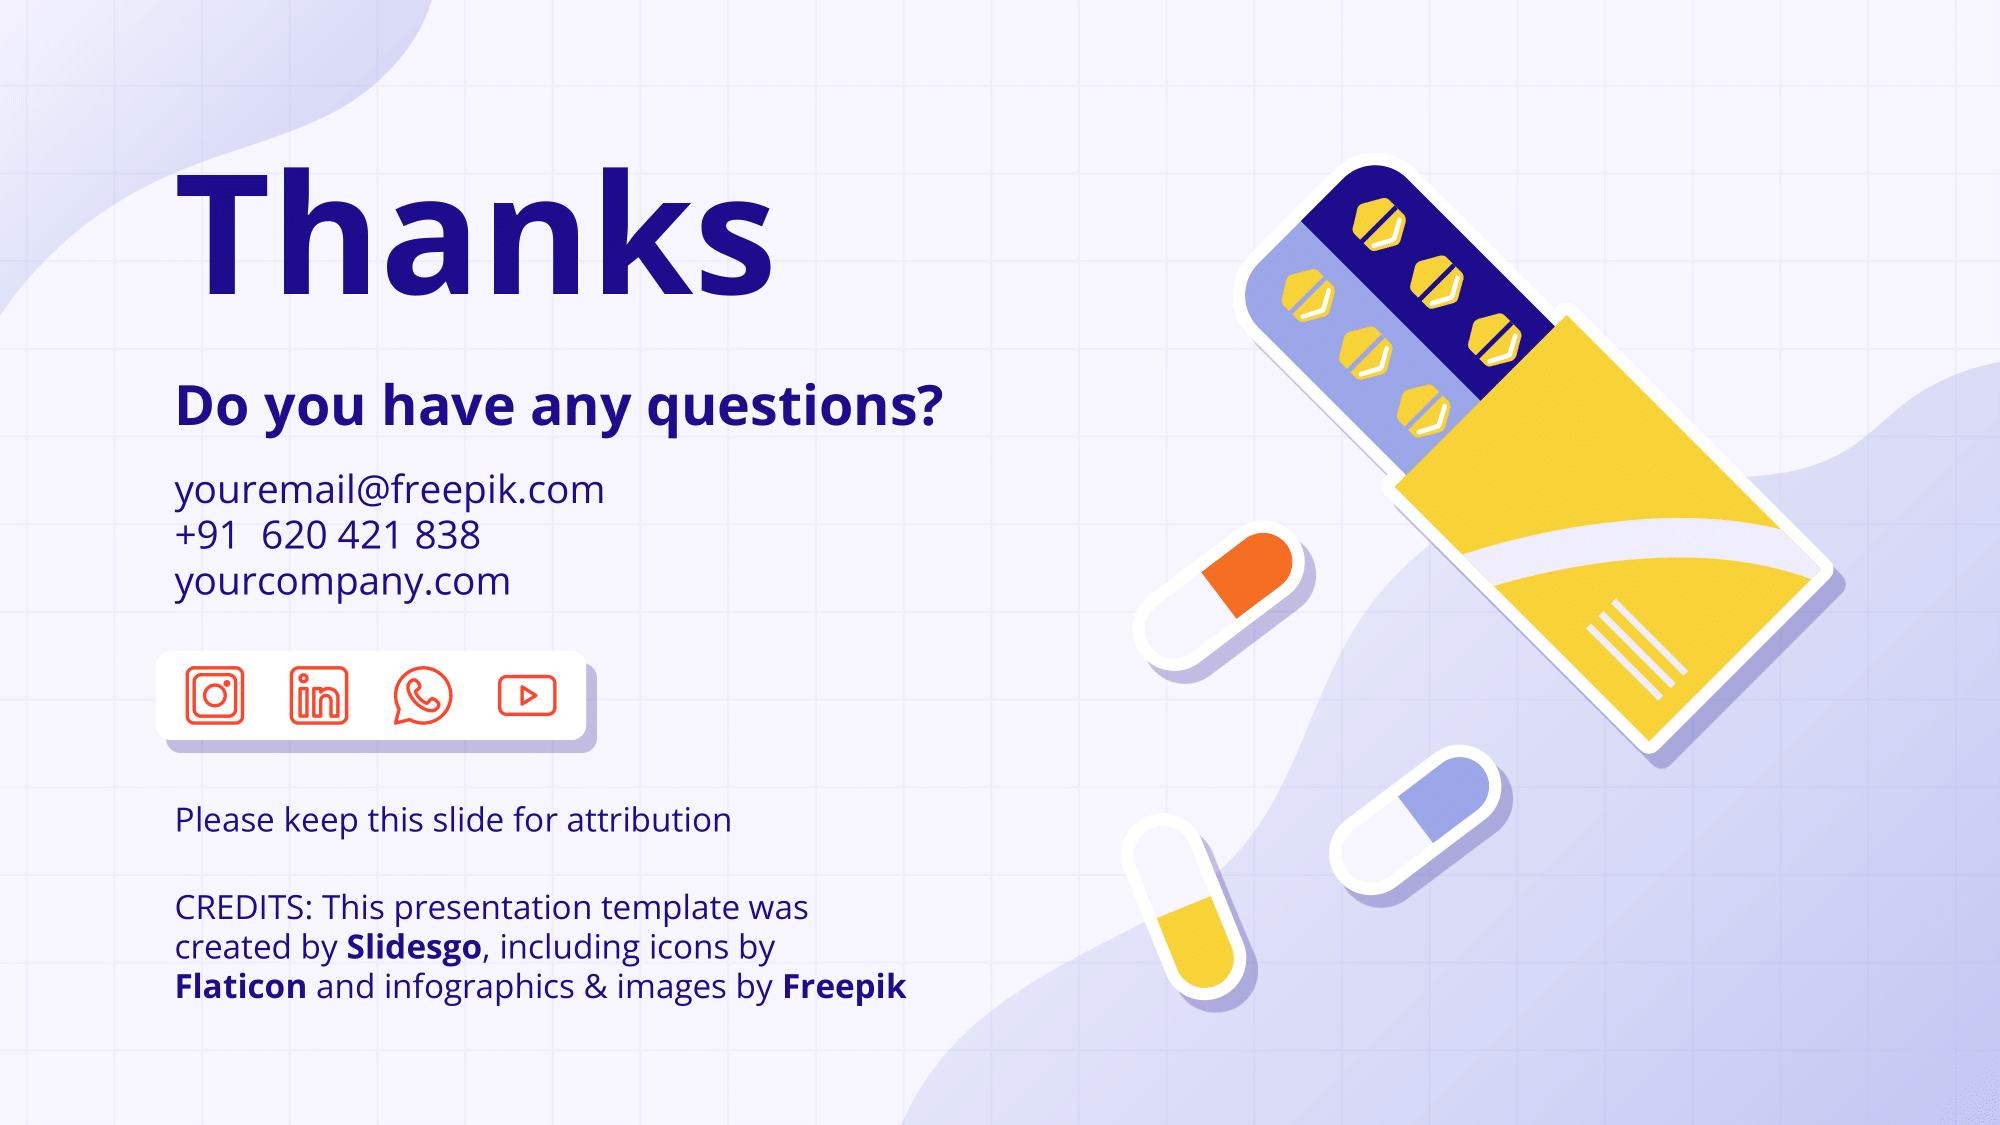 Thanks
Do you have any questions?
youremail@freepik.com
+91  620 421 838
yourcompany.com
in
Please keep this slide for attribution
CREDITS: This presentation template was
created by Slidesgo, including icons by
Flaticon and infographics & images by Freepik